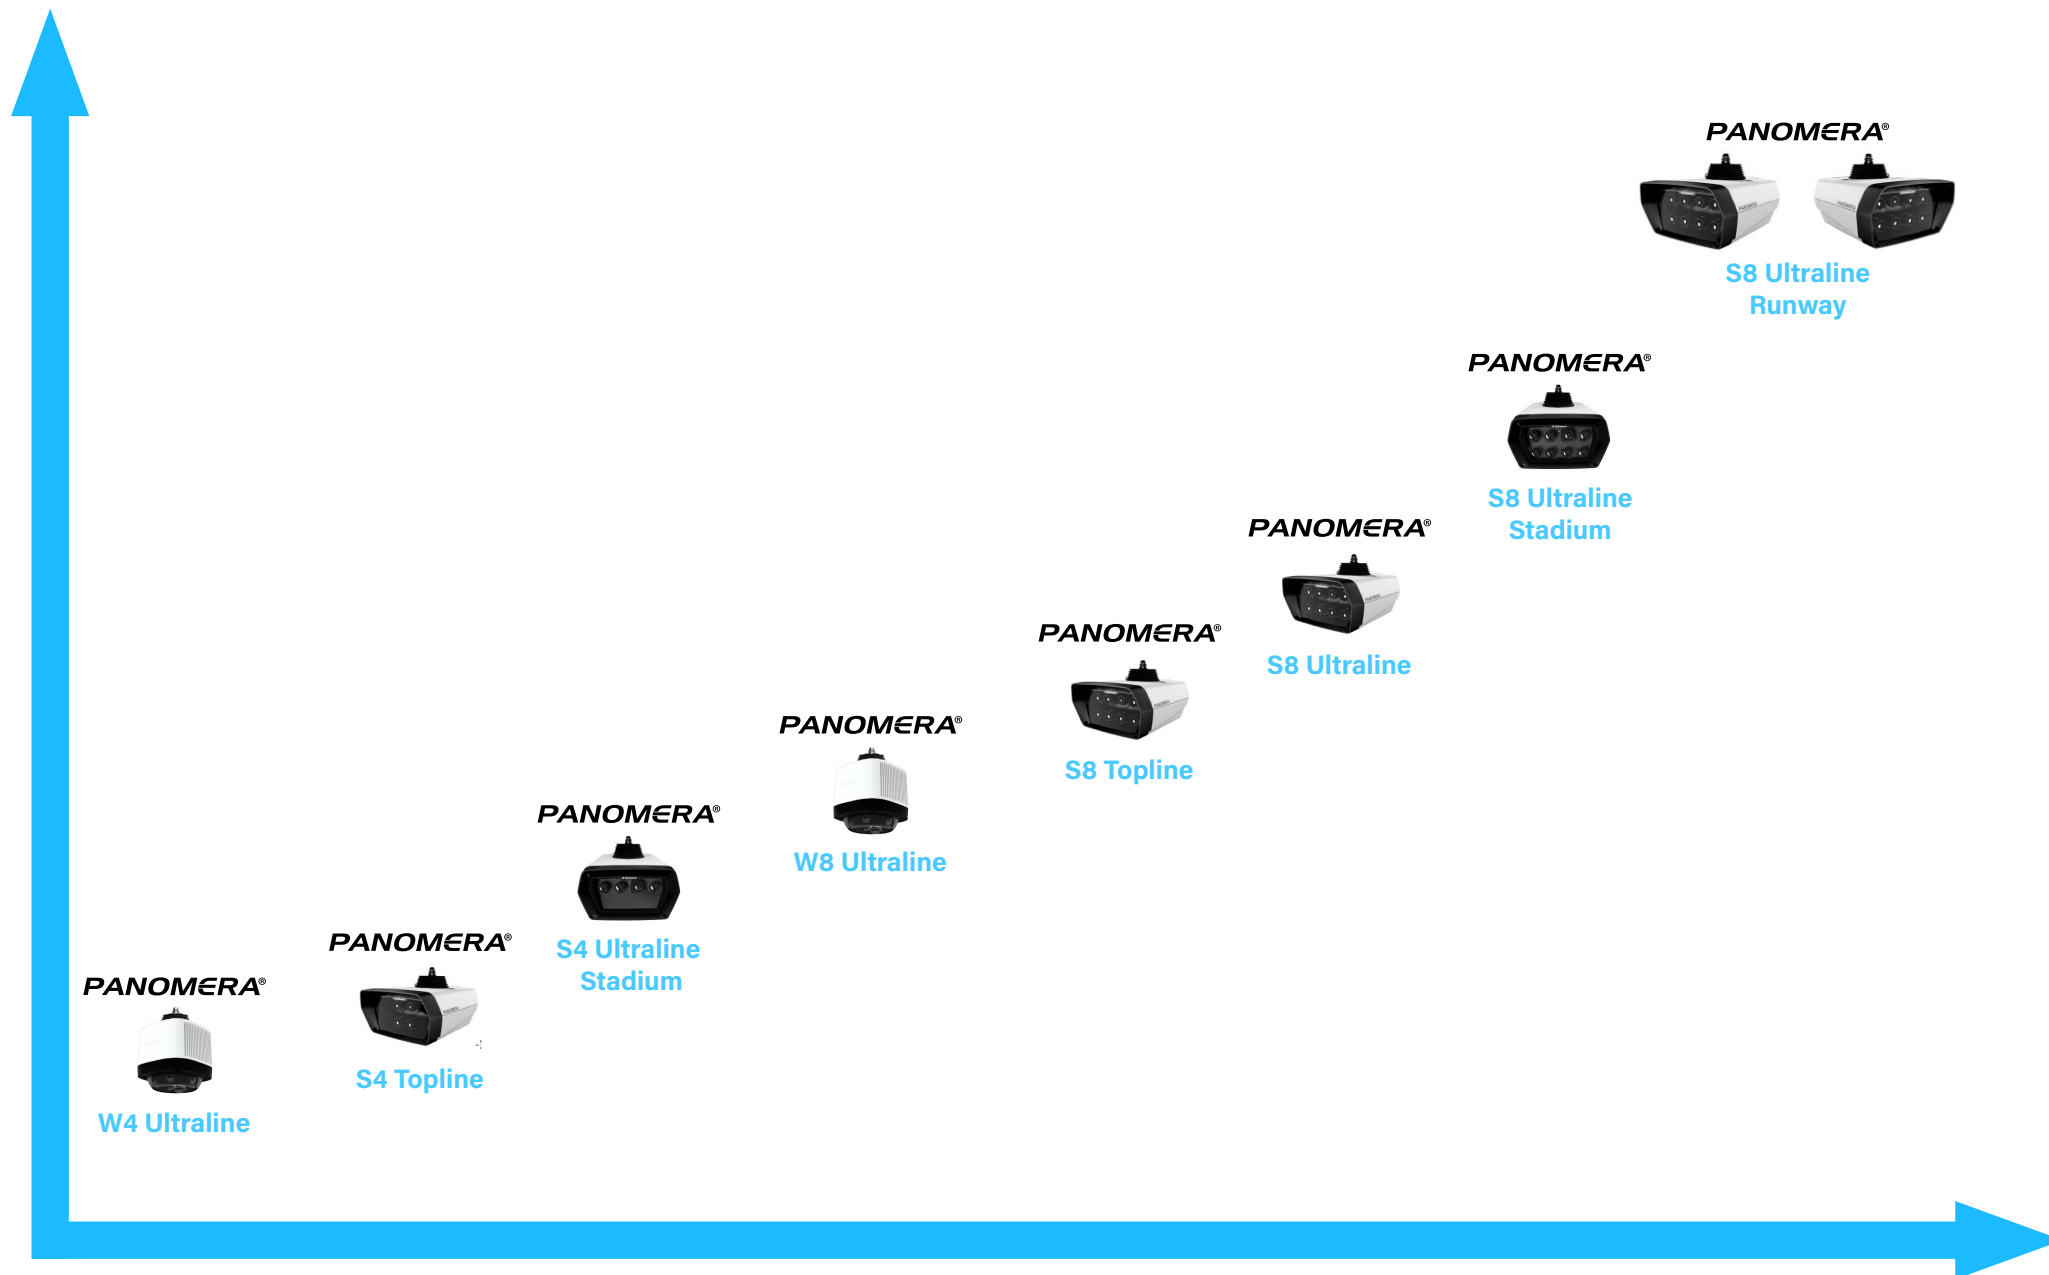 PANOMERA®
S8 Ultraline
Runway
PANOMERA®
S8 Ultraline
Stadium
PANOMERA®
S8 Ultraline
PANOMERA®
S8 Topline
PANOMERA®
W8 Ultraline
PANOMERA®
S4 Ultraline
Stadium
PANOMERA®
S4 Topline
PANOMERA®
W4 Ultraline